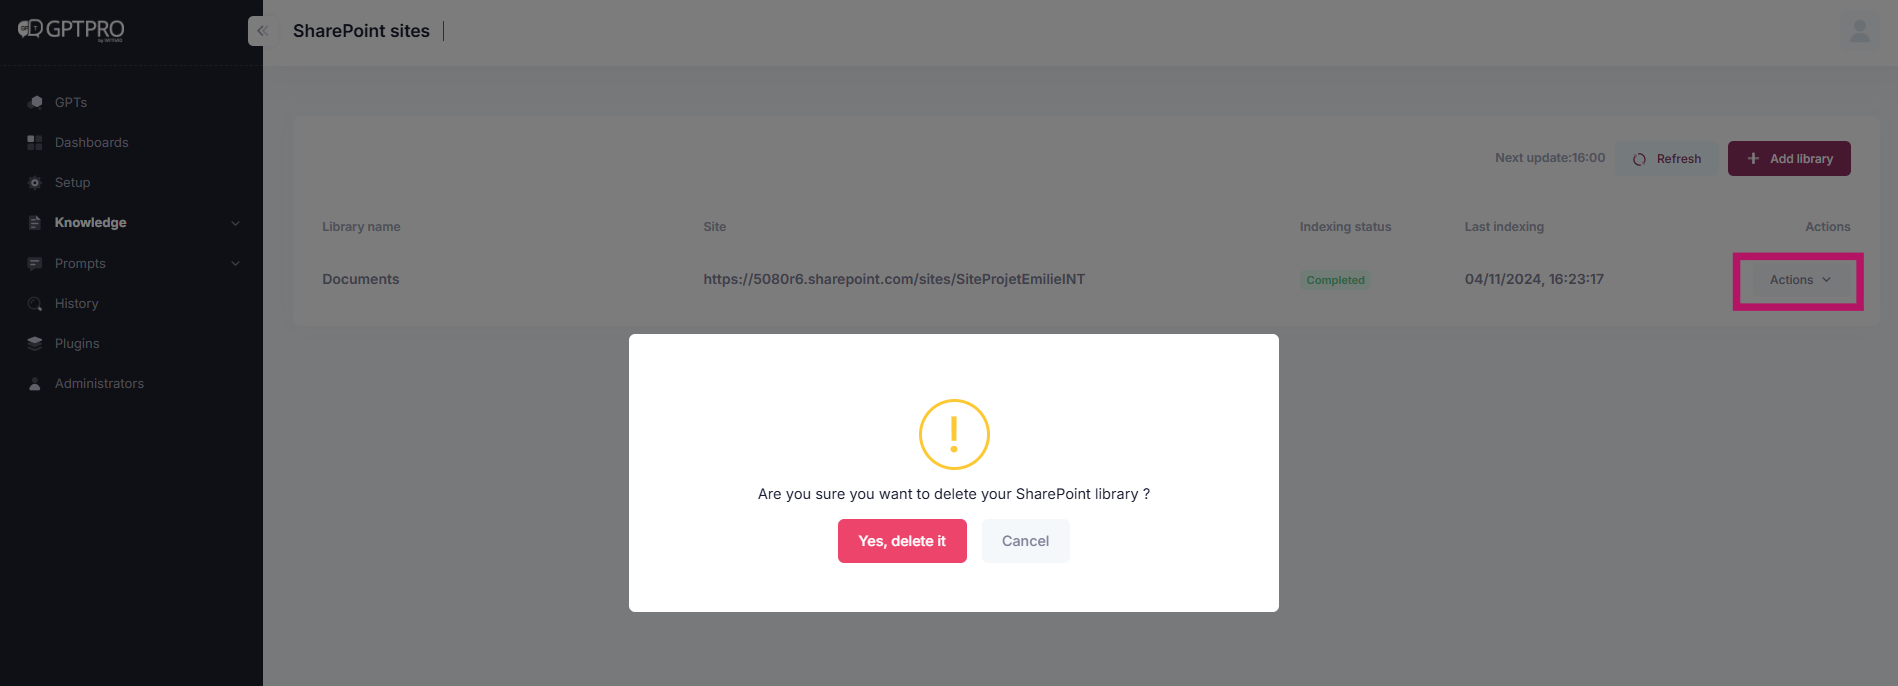 GPTPRO
SharePoint sites
GPTs
Dashboards
Setup
Knowledge
Prompts
History
Plugins
Administrators
Next update:16:00
Refresh
Add library
Library name
Site
Indexing status
Last indexing
Actions
Documents
https://5080r6.sharepoint.com/sites/SiteProjetEmilieINT
Completed
04/11/2024, 16:23:17
Actions
Are you sure you want to delete your SharePoint library ?
Yes, delete it
Cancel